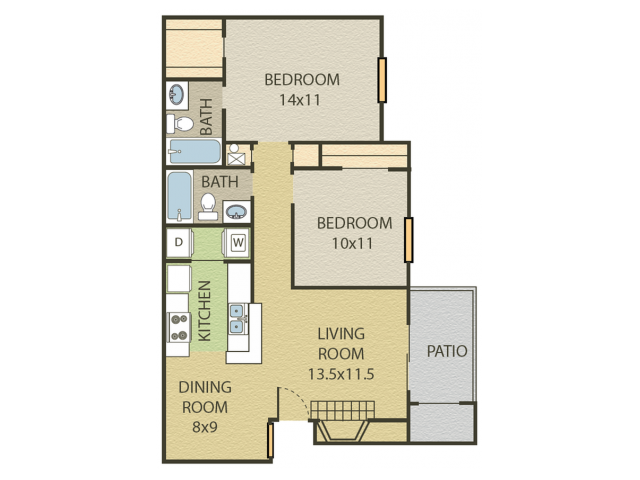 BEDROOM
14x11
BATH
BATH
BEDROOM
10x11
D
W
KITCHEN
LIVING
ROOM
13.5x11.5
PATIO
DINING
ROOM
8x9